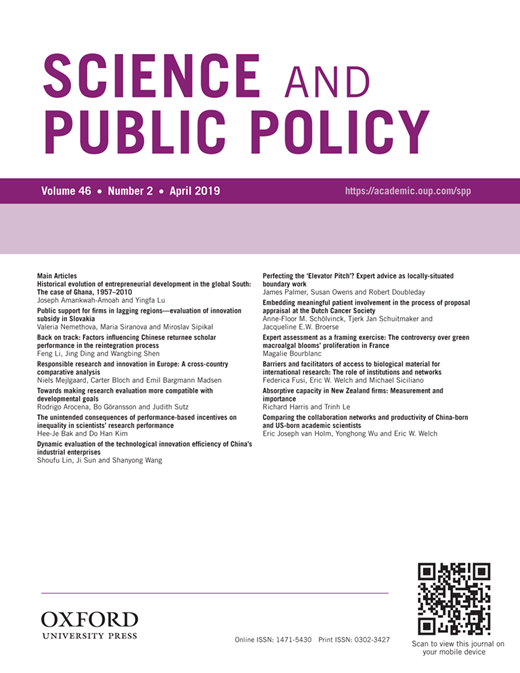 SCIENCE AND
PUBLIC POLICY
Volume 46 • Number 2 • April 2019
https://academic.oup.com/spp
Main Articles
Historical evolution of entrepreneurial development in the global South:
The case of Ghana, 1957–2010
Joseph Amankwah-Amoah and Yingfa Lu
Public support for firms in lagging regions—evaluation of innovation
subsidy in Slovakia
Valeria Nemethova, Maria Siranova and Miroslav Sipikal
Back on track: Factors influencing Chinese returnee scholar
performance in the reintegration process
Feng Li, Jing Ding and Wangbing Shen
Responsible research and innovation in Europe: A cross-country
comparative analysis
Niels Mejlgaard, Carter Bloch and Emil Bargmann Madsen
Towards making research evaluation more compatible with
developmental goals
Rodrigo Arocena, Bo Göransson and Judith Sutz
The unintended consequences of performance-based incentives on
inequality in scientists' research performance
Hee-Je Bak and Do Han Kim
Dynamic evaluation of the technological innovation efficiency of China's
industrial enterprises
Shoufu Lin, Ji Sun and Shanyong Wang
Perfecting the 'Elevator Pitch'? Expert advice as locally-situated
boundary work
James Palmer, Susan Owens and Robert Doubleday
Embedding meaningful patient involvement in the process of proposal
appraisal at the Dutch Cancer Society
Anne-Floor M. Schölvinck, Tjerk Jan Schuitmaker and
Jacqueline E.W. Broerse
Expert assessment as a framing exercise: The controversy over green
macroalgal blooms' proliferation in France
Magalie Bourblanc
Barriers and facilitators of access to biological material for
international research: The role of institutions and networks
Federica Fusi, Eric W. Welch and Michael Siciliano
Absorptive capacity in New Zealand firms: Measurement and
importance
Richard Harris and Trinh Le
Comparing the collaboration networks and productivity of China-born
and US-born academic scientists
Eric Joseph van Holm, Yonghong Wu and Eric W. Welch
OXFORD
UNIVERSITY PRESS
Online ISSN: 1471-5430 Print ISSN: 0302-3427
Scan to view this journal on
your mobile device